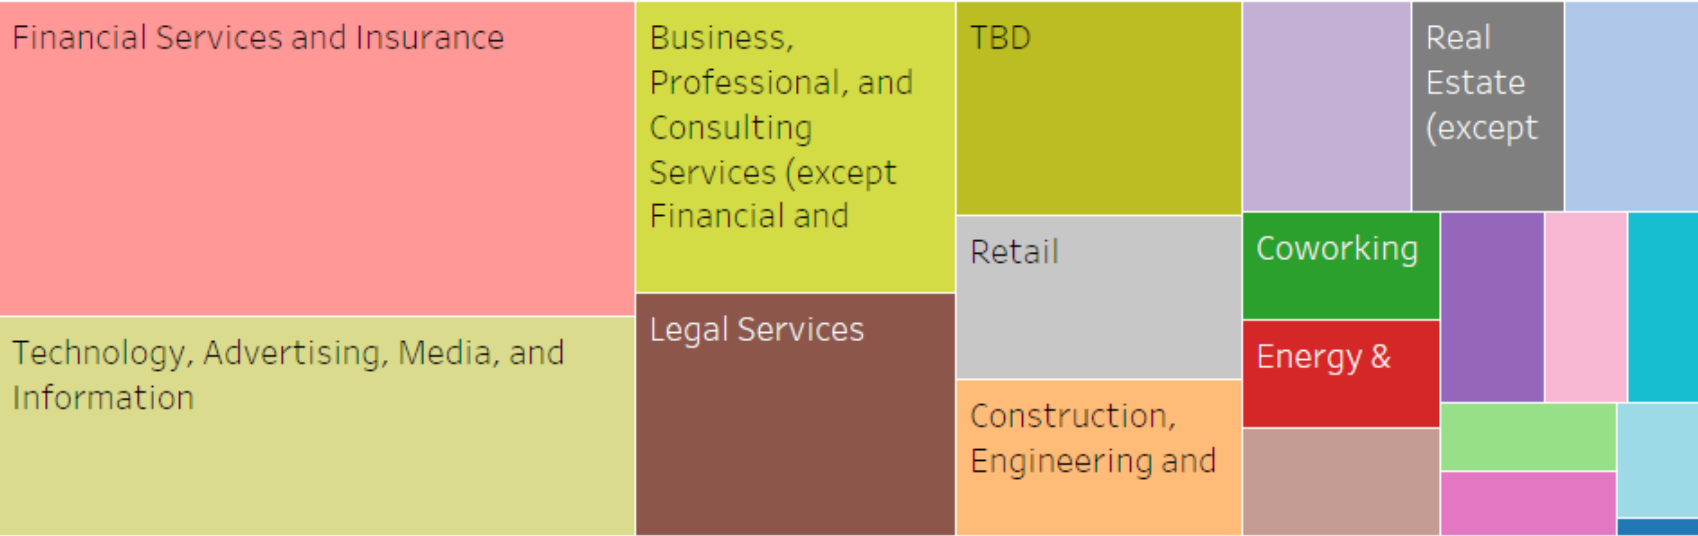 Financial Services and Insurance
Technology, Advertising, Media, and
Information
Business,
Professional, and
Consulting
Services (except
Financial and
Legal Services
TBD
Retail
Construction,
Engineering and
Real
Estate
(except
Coworking
Energy &